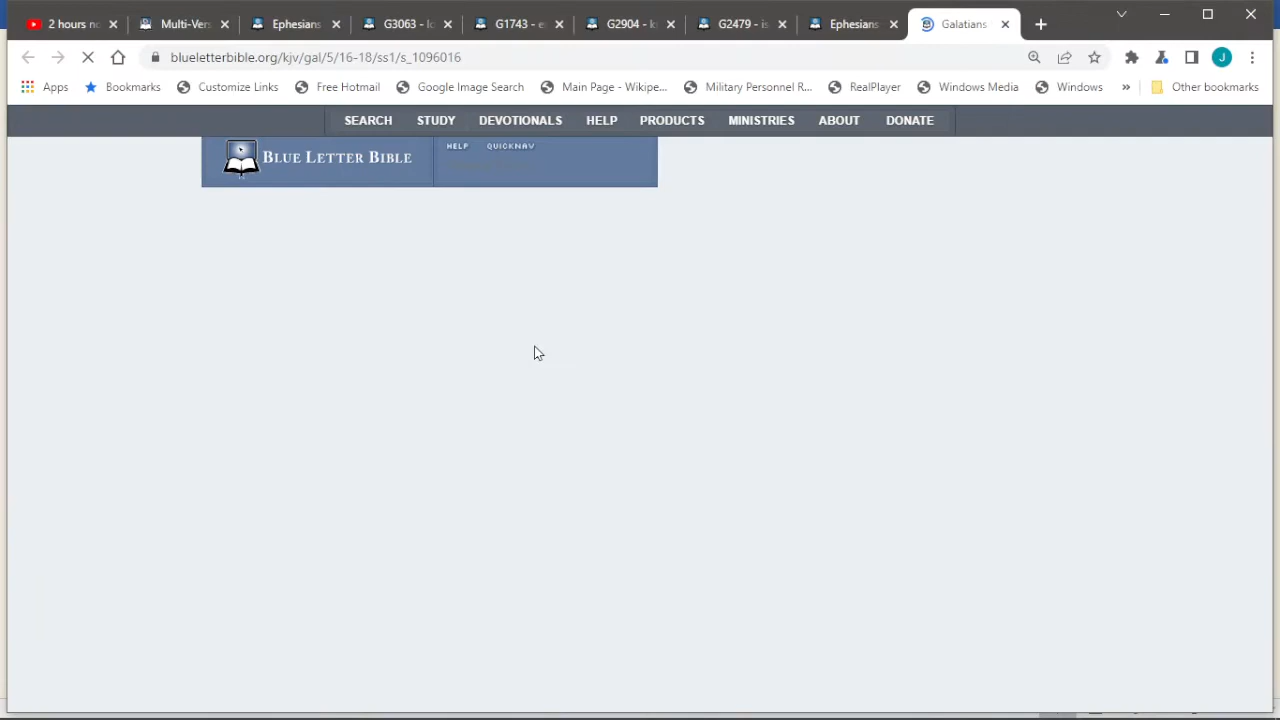 2 hours n
Multi-Ver
Ephesian
G3063 - l
G1743 - e
G2904 - k
G2479 - is
Ephesians
Galatians
blueletterbible.org/kjv/gal/5/16-18/ss1/s_1096016
J
Apps
Bookmarks
Customize Links
Free Hotmail
Google Image Search
Main Page - Wikipe...
Military Personnel R...
RealPlayer
Windows Media
Windows
»
Other bookmarks
SEARCH
STUDY
DEVOTIONALS
HELP
PRODUCTS
MINISTRIES
ABOUT
DONATE
BLUE LETTER BIBLE
HELP
QUICKNAV